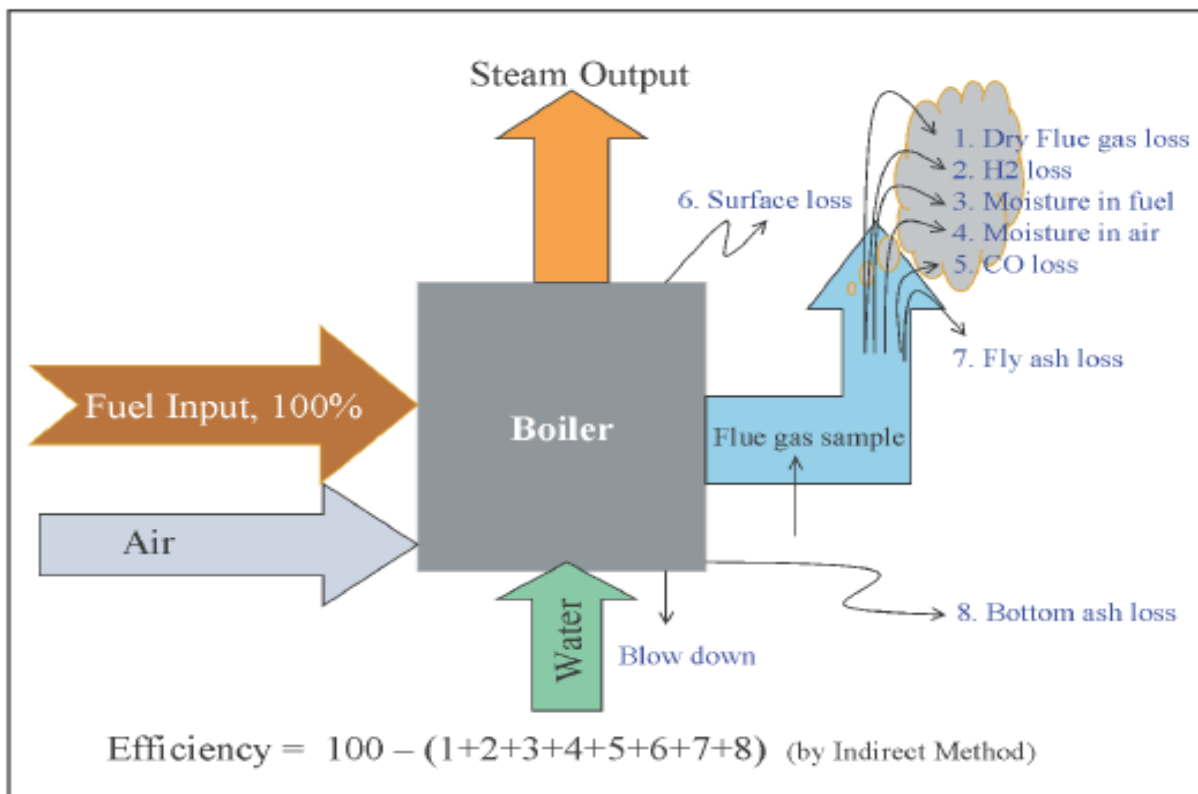 Steam Output
1. Dry Flue gas loss
2. H2 loss
6. Surface loss
3. Moisture in fuel
4. Moisture in air
5. CO loss
7. Fly ash loss
Fuel Input, 100%
Boiler
Flue gas sample
Air
8. Bottom ash loss
Water
Blow down
Efficiency = 100 – (1+2+3+4+5+6+7+8) (by Indirect Method)